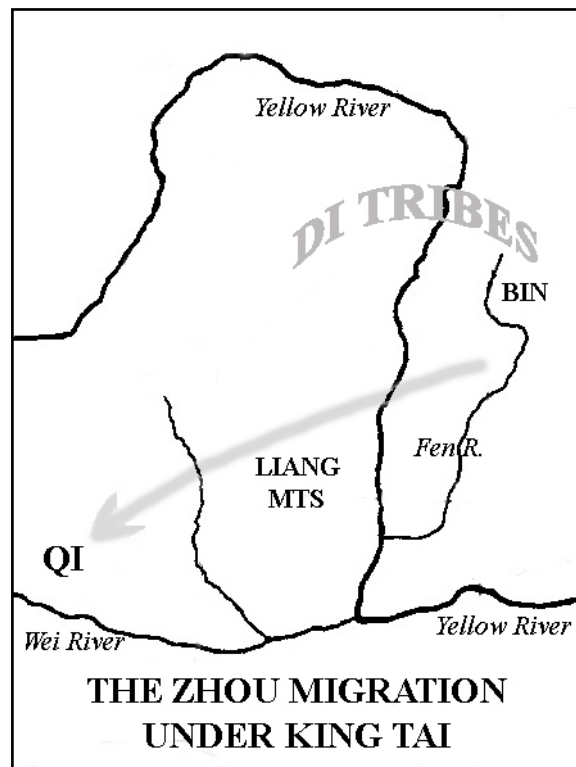 Yellow River
DI TRIBES
BIN
Fen R.
LIANG
MTS
QI
Wei River
Yellow River
THE ZHOU MIGRATION
UNDER KING TAI